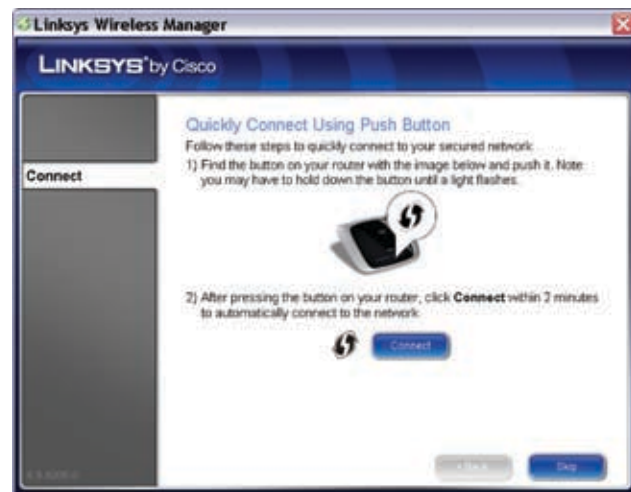 Linksys Wireless Manager
LINKSYS® by Cisco
Quickly Connect Using Push Button
Follow these steps to quickly connect to your secured network.
Connect
1) Find the button on your router with the image below and push it. Note:
you may have to hold down the button until a light flashes.
2) After pressing the button on your router, click Connect within 2 minutes
to automatically connect to the network.
Connect
Skip